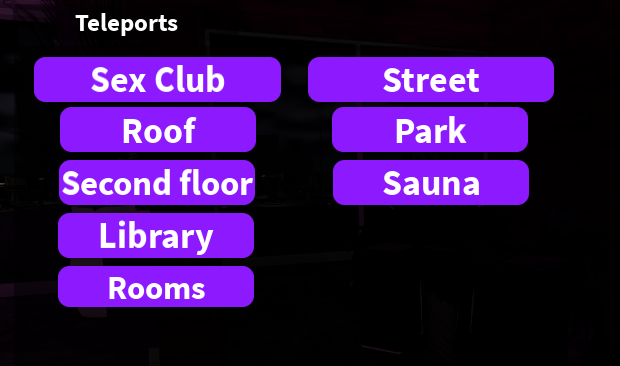 Teleports
Sex Club
Roof
Second floor
Library
Rooms
Street
Park
Sauna